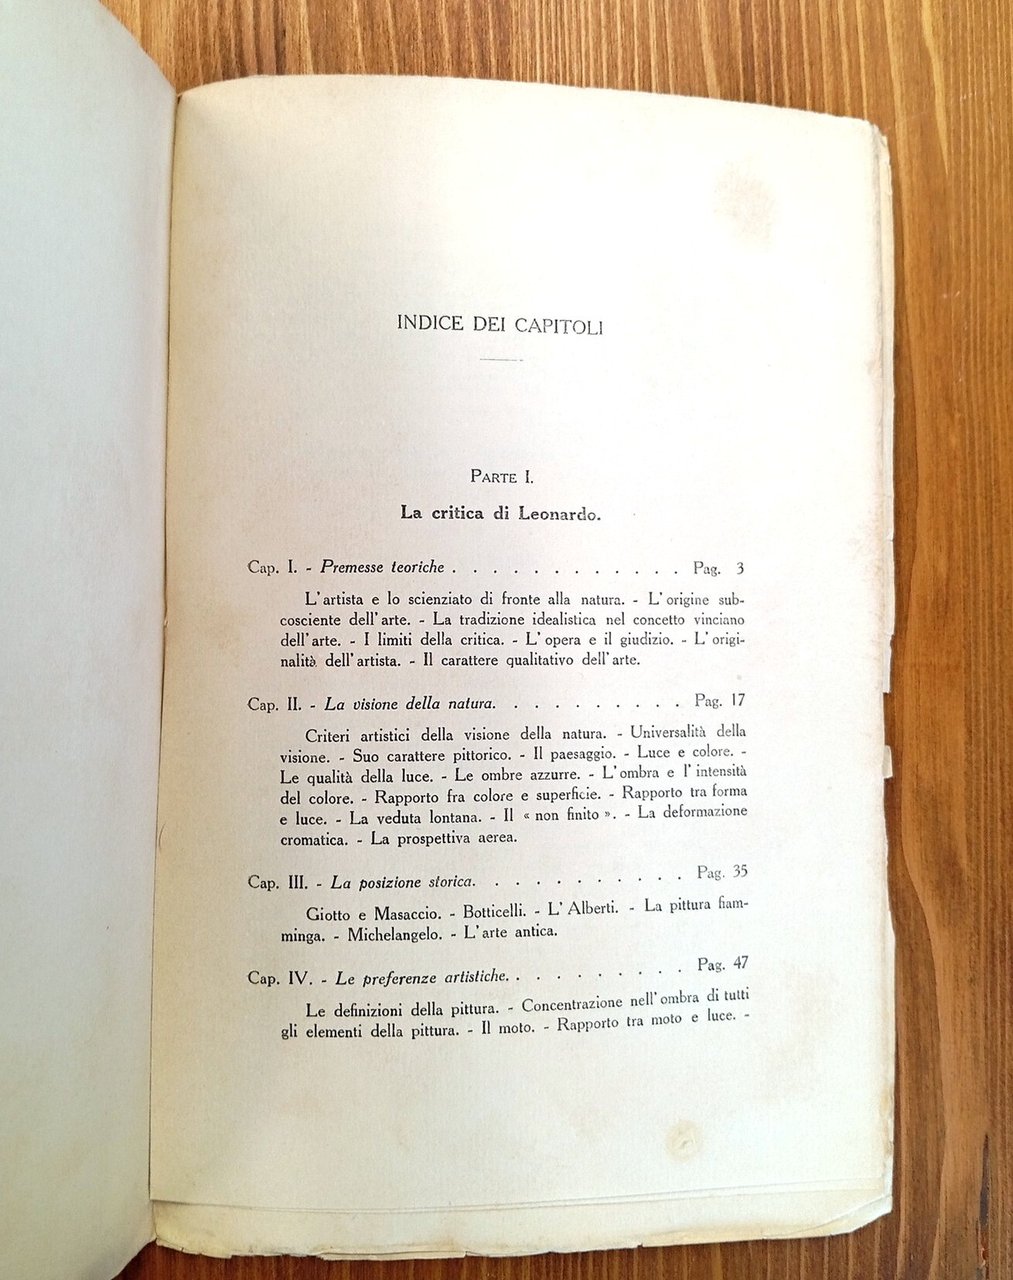 INDICE DEI CAPITOLI
PARTE I.
La critica di Leonardo.
Cap. I. - Premesse teoriche . . . . . . . . . . . . Pag. 3
L'artista e lo scienziato di fronte alla natura. - L'origine sub-
cosciente dell'arte. - La tradizione idealistica nel concetto vinciano
dell'arte. - I limiti della critica. - L'opera e il giudizio. - L'origi-
nalità dell'artista. - Il carattere qualitativo dell'arte.
Cap. II. - La visione della natura. . . . . . . . . . Pag. 17
Criteri artistici della visione della natura. - Universalità della
visione. - Suo carattere pittorico. - Il paesaggio. - Luce e colore. -
Le qualità della luce. - Le ombre azzurre. - L'ombra e l'intensità
del colore. - Rapporto fra colore e superficie. - Rapporto tra forma
e luce. - La veduta lontana. - Il « non finito ». - La deformazione
cromatica. - La prospettiva aerea.
Cap. III. - La posizione storica. . . . . . . . . . . Pag. 35
Giotto e Masaccio. - Botticelli. - L'Alberti. - La pittura fiam-
minga. - Michelangelo. - L'arte antica.
Cap. IV. - Le preferenze artistiche. . . . . . . . . Pag. 47
Le definizioni della pittura. - Concentrazione nell'ombra di tutti
gli elementi della pittura. - Il moto. - Rapporto tra moto e luce. -